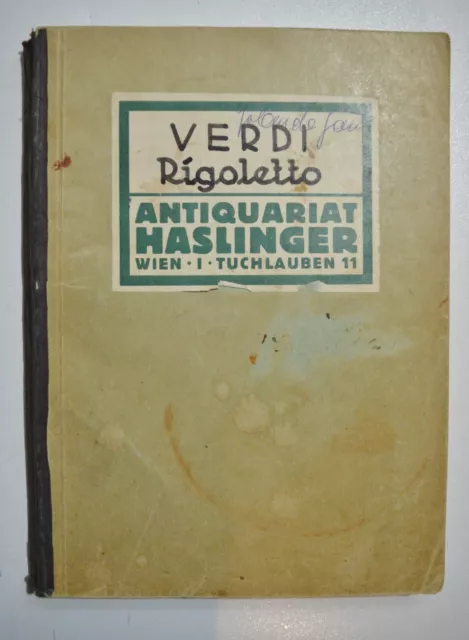 VERDI
Rigoletto
ANTIQUARIAT
HASLINGER
WIEN · I · TUCHLAUBEN 11